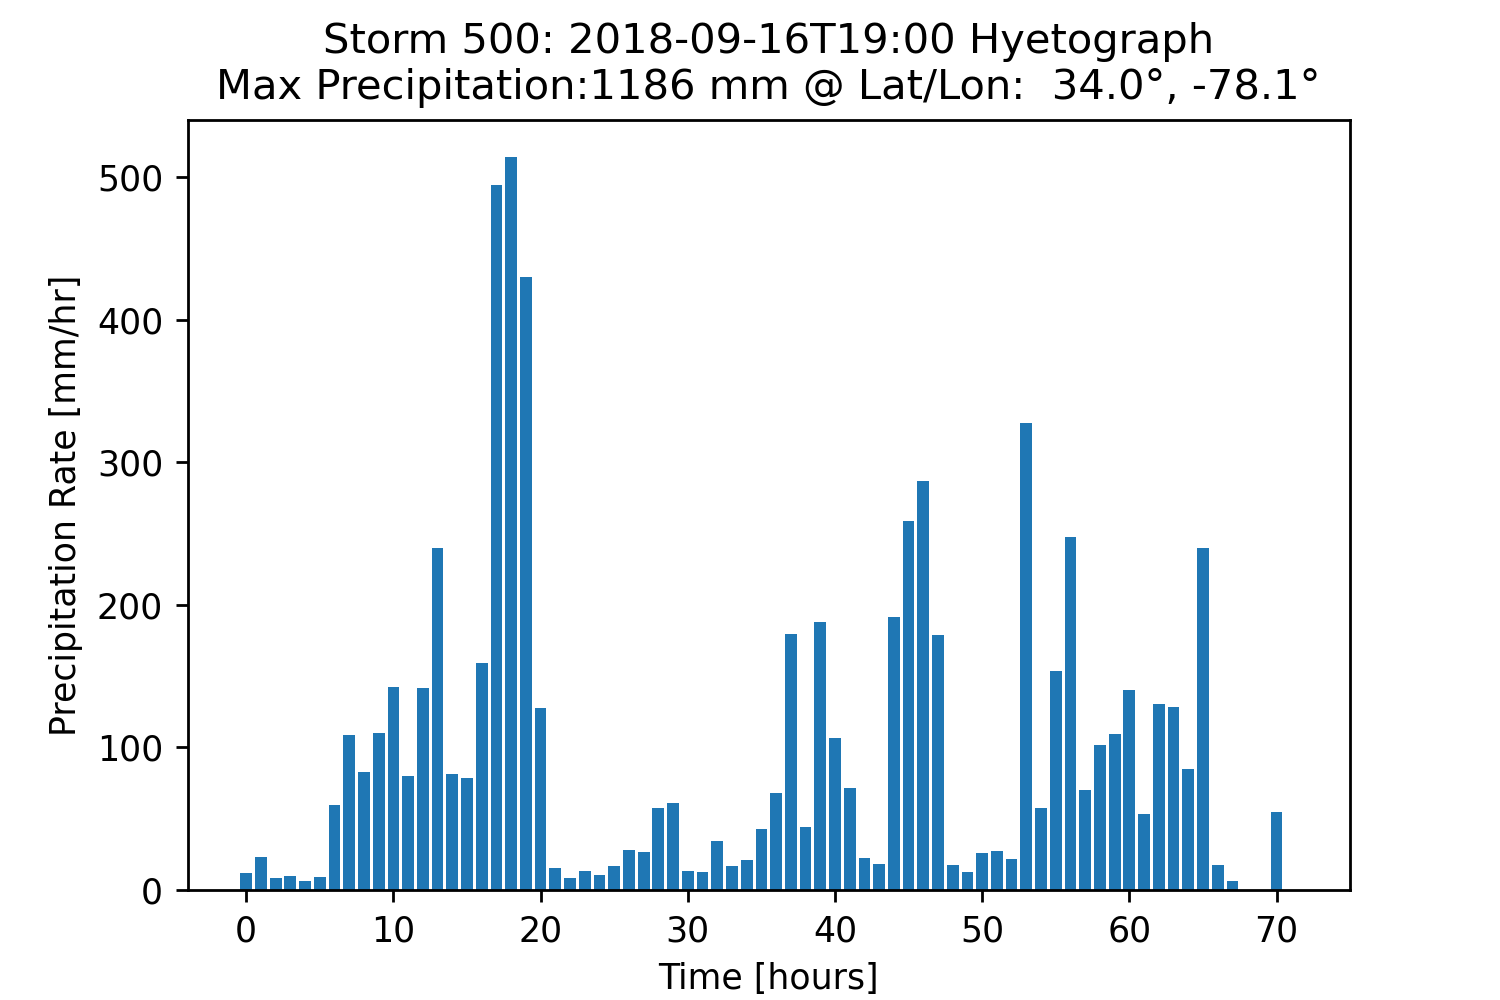 Storm 500: 2018-09-16T19:00 Hyetograph
Max Precipitation:1186 mm @ Lat/Lon:  34.0°, -78.1°
Precipitation Rate [mm/hr]
500
400
300
200
100
0
0 10 20 30 40 50 60 70
Time [hours]